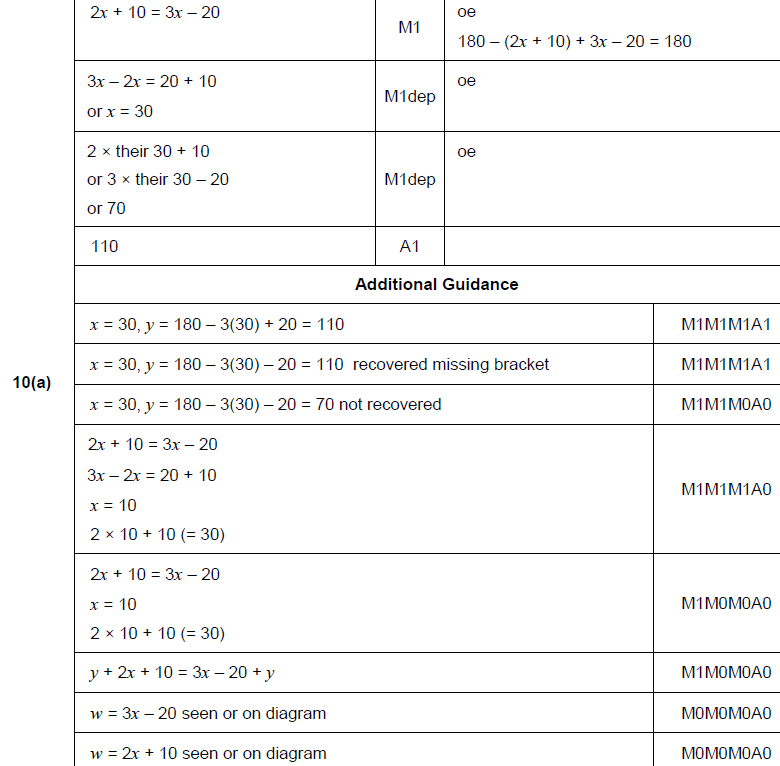 2x + 10 = 3x – 20
M1
oe
180 – (2x + 10) + 3x – 20 = 180
3x – 2x = 20 + 10
or x = 30
M1dep
oe
2 × their 30 + 10
or 3 × their 30 – 20
or 70
M1dep
oe
110
A1
Additional Guidance
10(a)
x = 30, y = 180 – 3(30) + 20 = 110
M1M1M1A1
x = 30, y = 180 – 3(30) – 20 = 110  recovered missing bracket
M1M1M1A1
x = 30, y = 180 – 3(30) – 20 = 70 not recovered
M1M1M0A0
2x + 10 = 3x – 20
3x – 2x = 20 + 10
x = 10
2 × 10 + 10 (= 30)
M1M1M1A0
2x + 10 = 3x – 20
x = 10
2 × 10 + 10 (= 30)
M1M0M0A0
y + 2x + 10 = 3x – 20 + y
M1M0M0A0
w = 3x – 20 seen or on diagram
M0M0M0A0
w = 2x + 10 seen or on diagram
M0M0M0A0